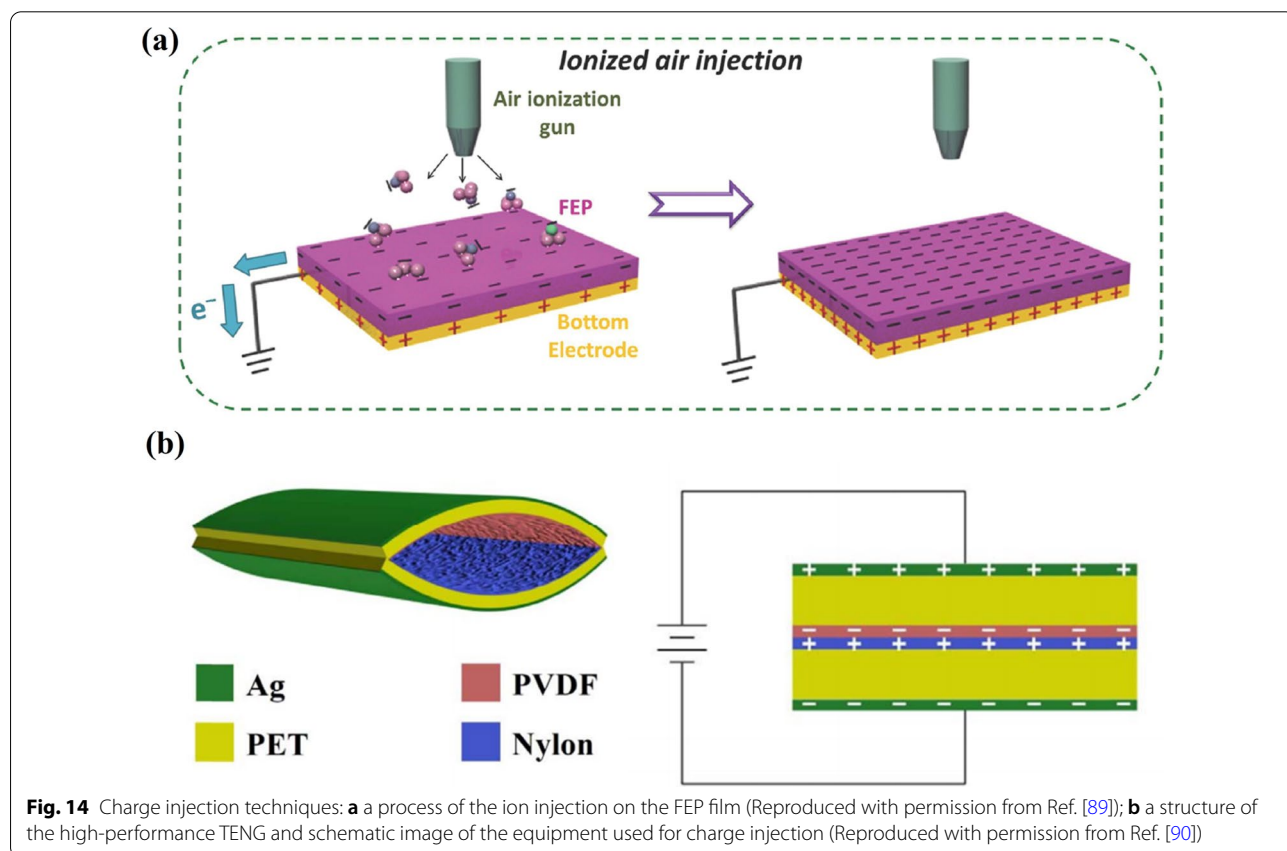 (a)
Ionized air injection
Air ionization
gun
FEP
e⁻
Bottom
Electrode
(b)
Ag
PVDF
PET
Nylon
Fig. 14 Charge injection techniques: a a process of the ion injection on the FEP film (Reproduced with permission from Ref. [89]); b a structure of
the high-performance TENG and schematic image of the equipment used for charge injection (Reproduced with permission from Ref. [90])